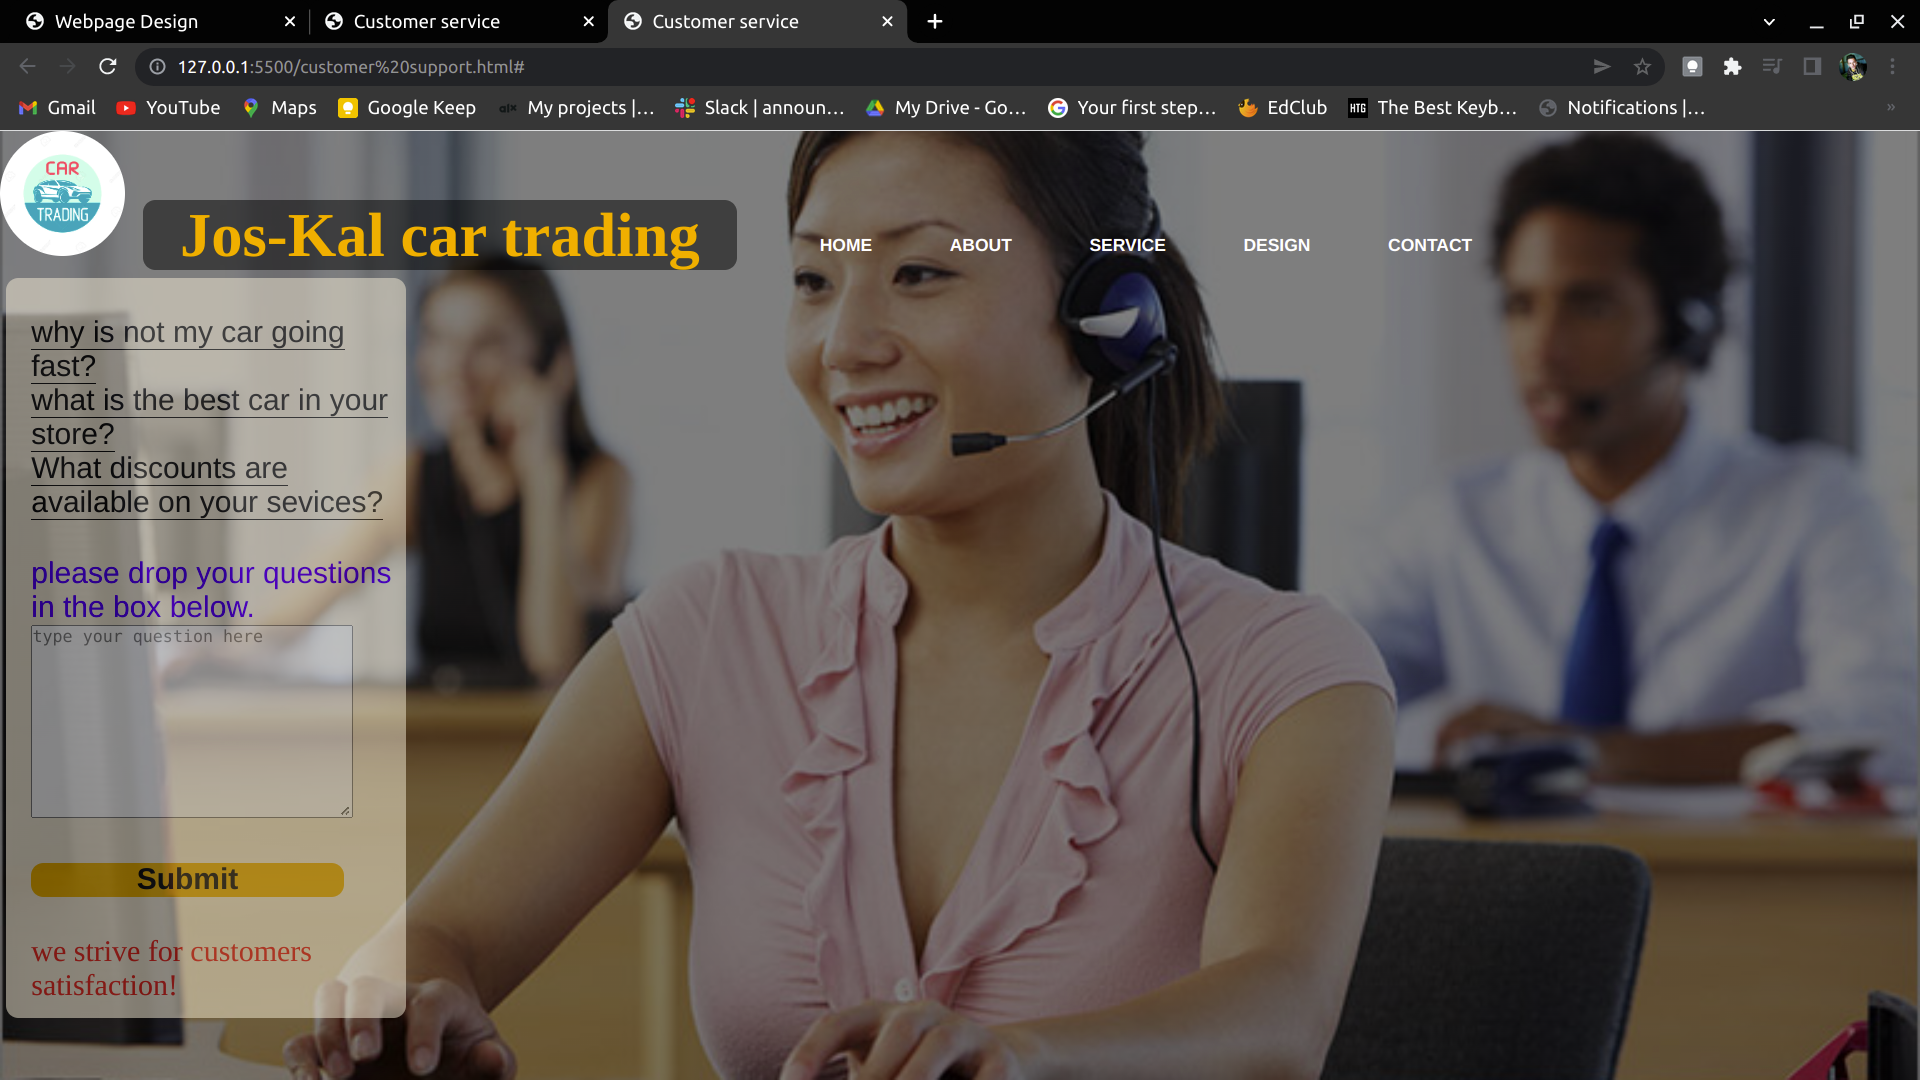 Webpage Design
Customer service
Customer service
127.0.0.1:5500/customer%20support.html#
Gmail
YouTube
Maps
Google Keep
alx
My projects |...
Slack | announ...
My Drive - Go...
Your first step...
EdClub
HTG
The Best Keyb...
Notifications |...
»
CAR
TRADING
Jos-Kal car trading
HOME
ABOUT
SERVICE
DESIGN
CONTACT
why is not my car going
fast?
what is the best car in your
store?
What discounts are
available on your sevices?
please drop your questions
in the box below.
type your question here
Submit
we strive for customers
satisfaction!